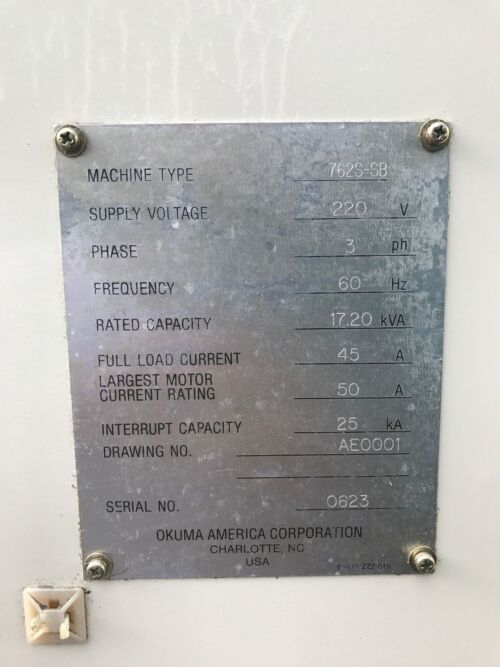 MACHINE TYPE 762S-SB
SUPPLY VOLTAGE 220 V
PHASE 3 ph
FREQUENCY 60 Hz
RATED CAPACITY 17.20 kVA
FULL LOAD CURRENT 45 A
LARGEST MOTOR
CURRENT RATING 50 A
INTERRUPT CAPACITY 25 kA
DRAWING NO. AE0001
SERIAL NO. 0623
OKUMA AMERICA CORPORATION
CHARLOTTE, NC
USA